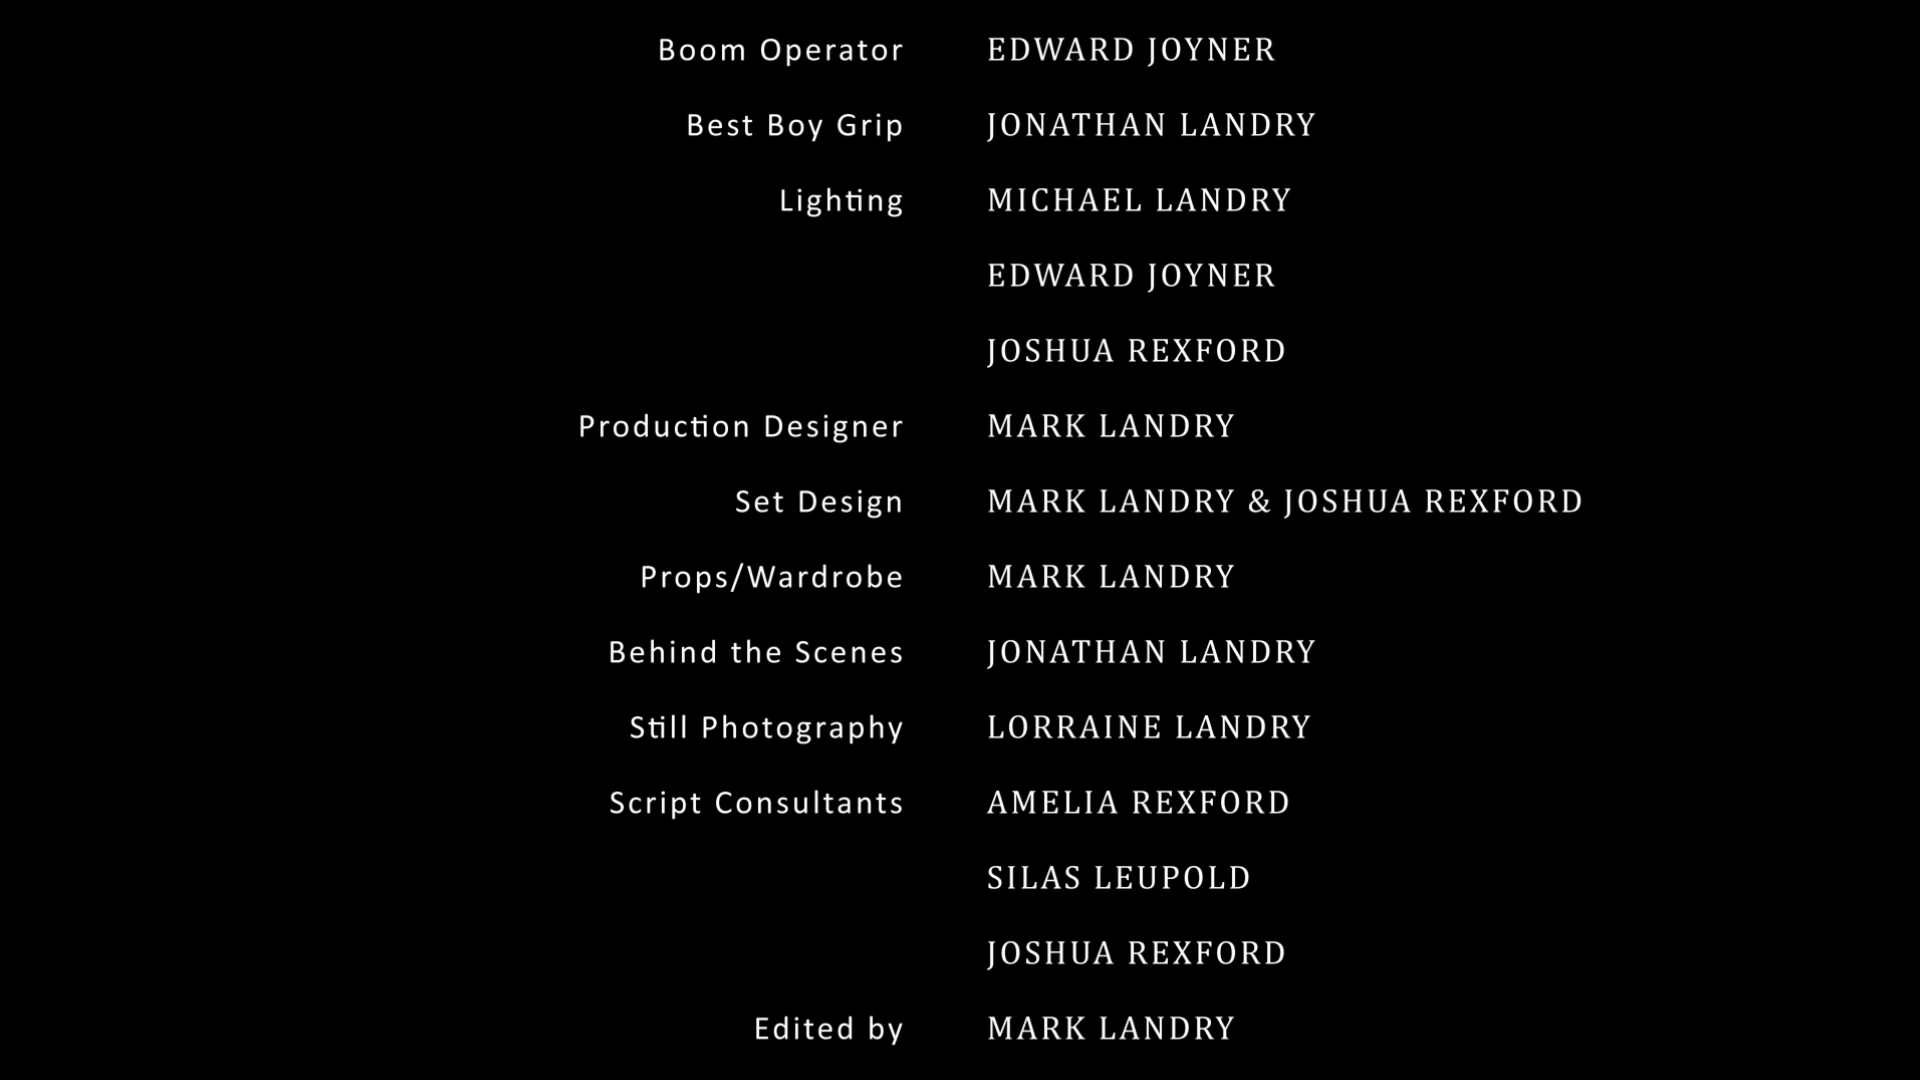 Boom Operator EDWARD JOYNER
Best Boy Grip JONATHAN LANDRY
Lighting MICHAEL LANDRY
EDWARD JOYNER
JOSHUA REXFORD
Production Designer MARK LANDRY
Set Design MARK LANDRY & JOSHUA REXFORD
Props/Wardrobe MARK LANDRY
Behind the Scenes JONATHAN LANDRY
Still Photography LORRAINE LANDRY
Script Consultants AMELIA REXFORD
SILAS LEUPOLD
JOSHUA REXFORD
Edited by MARK LANDRY